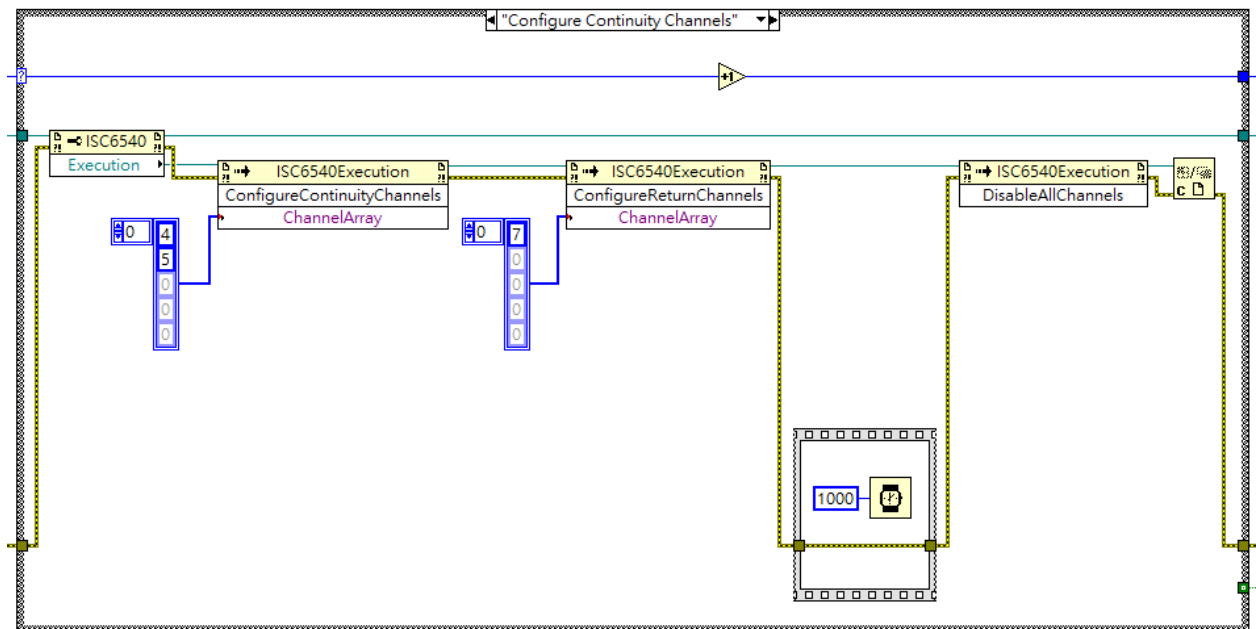 "Configure Continuity Channels"
?
+1
ISC6540
Execution
ISC6540Execution
ConfigureContinuityChannels
ChannelArray
0
4
5
0
0
0
ISC6540Execution
ConfigureReturnChannels
ChannelArray
0
7
0
0
0
0
ISC6540Execution
DisableAllChannels
C
1000